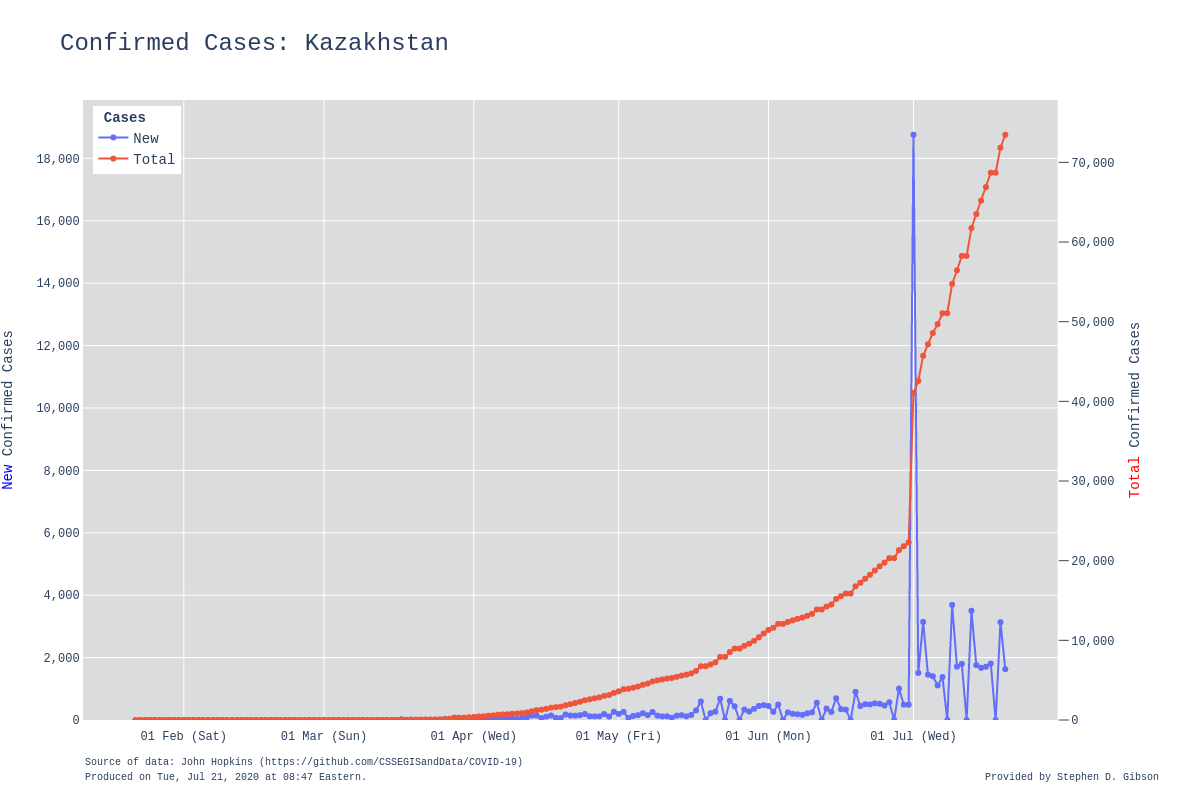 Confirmed Cases: Kazakhstan
Cases
New
Total
18,000
16,000
14,000
12,000
10,000
8,000
6,000
4,000
2,000
0
New Confirmed Cases
70,000
60,000
50,000
40,000
30,000
20,000
10,000
0
Total Confirmed Cases
01 Feb (Sat)
01 Mar (Sun)
01 Apr (Wed)
01 May (Fri)
01 Jun (Mon)
01 Jul (Wed)
Source of data: John Hopkins (https://github.com/CSSEGISandData/COVID-19)
Produced on Tue, Jul 21, 2020 at 08:47 Eastern.
Provided by Stephen D. Gibson